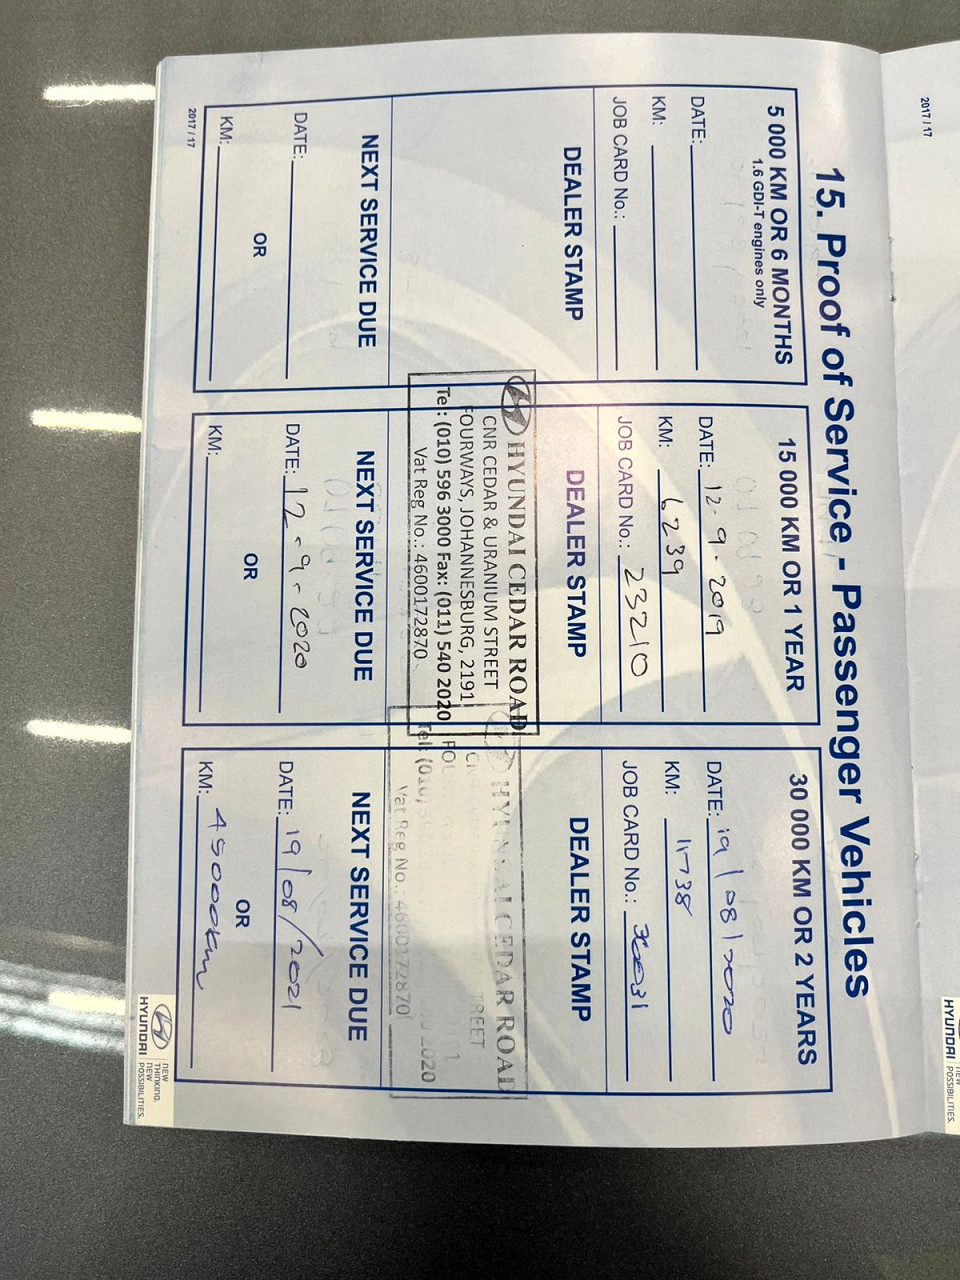 15. Proof of Service - Passenger Vehicles
5 000 KM OR 6 MONTHS
1.6 GDI-T engines only
DATE:
KM:
JOB CARD No.:
DEALER STAMP
NEXT SERVICE DUE
DATE:
OR
KM:
2017 / 17
15 000 KM OR 1 YEAR
DATE: 12-9-2019
KM: 6239
JOB CARD No.: 23210
DEALER STAMP
HYUNDAI CEDAR ROAD
CNR CEDAR & URANIUM STREET
FOURWAYS, JOHANNESBURG, 2191
Tel: (010) 596 3000 Fax: (011) 540 2020
Vat Reg No.: 4600172870
NEXT SERVICE DUE
DATE: 12-9-2020
OR
KM:
30 000 KM OR 2 YEARS
DATE: 19/08/2020
KM: 11738
JOB CARD No.:
DEALER STAMP
HYUNDAI CEDAR ROAD
Vat Reg No.: 4600172870
NEXT SERVICE DUE
DATE: 19/08/2021
OR
KM: 45000km
HYUNDAI
NEW
THINKING.
NEW
POSSIBILITIES.
2017 / 17
HYUNDAI
NEW
POSSIBILITIES.